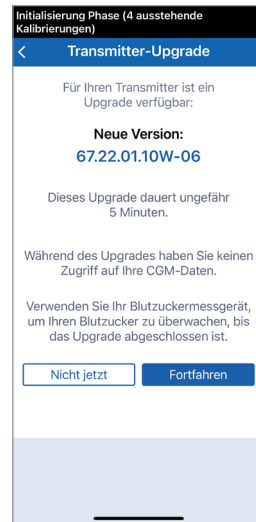 Initialisierung Phase (4 ausstehende
Kalibrierungen)
Transmitter-Upgrade
Für Ihren Transmitter ist ein
Upgrade verfügbar:
Neue Version:
67.22.01.10W-06
Dieses Upgrade dauert ungefähr
5 Minuten.
Während des Upgrades haben Sie keinen
Zugriff auf Ihre CGM-Daten.
Verwenden Sie Ihr Blutzuckermessgerät,
um Ihren Blutzucker zu überwachen, bis
das Upgrade abgeschlossen ist.
Nicht jetzt Fortfahren